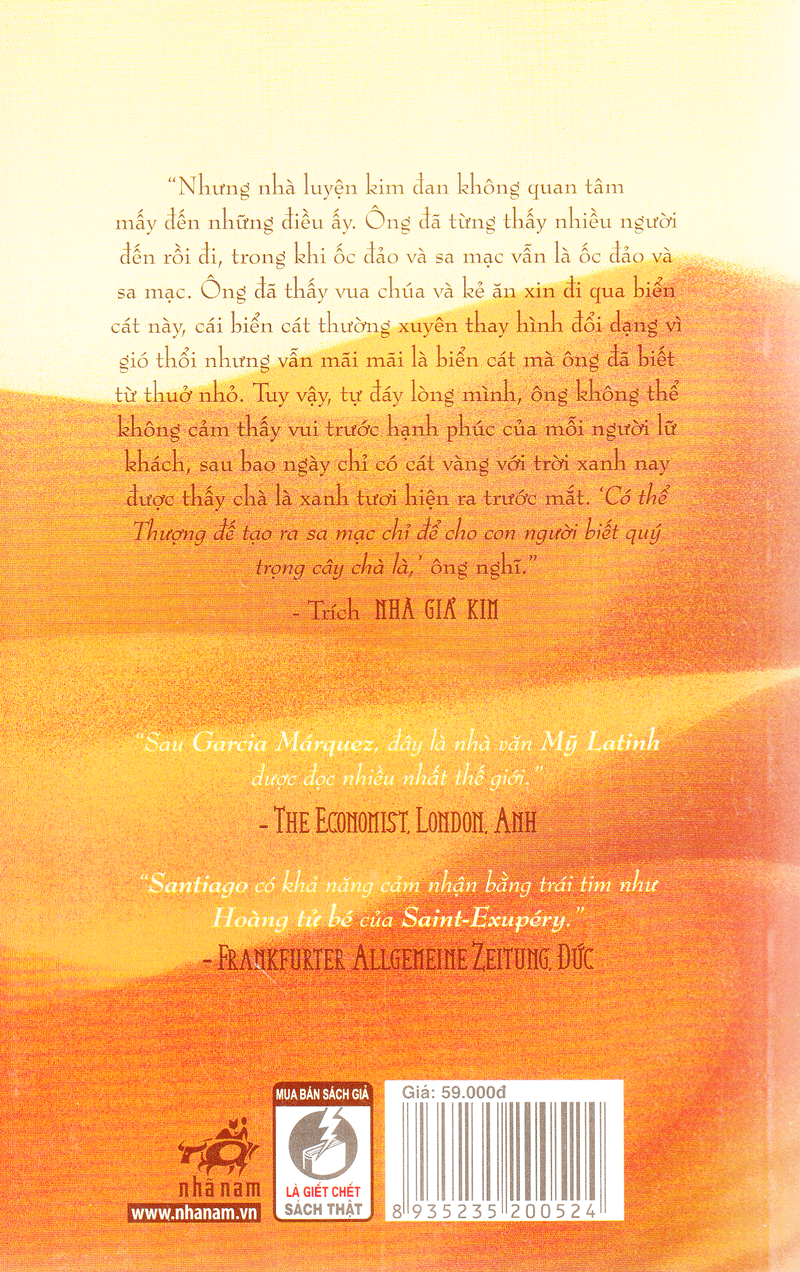 “Nhưng nhà luyện kim đan không quan tâm
mấy đến những điều ấy. Ông đã từng thấy nhiều người
đến rồi đi, trong khi ốc đảo và sa mạc vẫn là ốc đảo và
sa mạc. Ông đã thấy vua chúa và kẻ ăn xin đi qua biển
cát này, cái biển cát thường xuyên thay hình đổi dạng vì
gió thổi nhưng vẫn mãi mãi là biển cát mà ông đã biết
từ thuở nhỏ. Tuy vậy, tự đáy lòng mình, ông không thể
không cảm thấy vui trước hạnh phúc của mỗi người lữ
khách, sau bao ngày chỉ có cát vàng với trời xanh nay
được thấy chà là xanh tươi hiện ra trước mắt. ‘Có thể
Thượng đế tạo ra sa mạc chỉ để cho con người biết quý
trọng cây chà là,’ ông nghĩ.”
- Trích NHÀ GIẢ KIM
“Sau Garcia Márquez, đây là nhà văn Mỹ Latinh
được đọc nhiều nhất thế giới.”
- THE ECONOMIST, LONDON, ANH
“Santiago có khả năng cảm nhận bằng trái tim như
Hoàng tử bé của Saint-Exupéry.”
- FRANKFURTER ALLGEMEINE ZEITUNG, ĐỨC
nhã nam
www.nhanam.vn
MUA BÁN SÁCH GIẢ
LÀ GIẾT CHẾT
SÁCH THẬT
Giá: 59.000đ
8 935235 200524